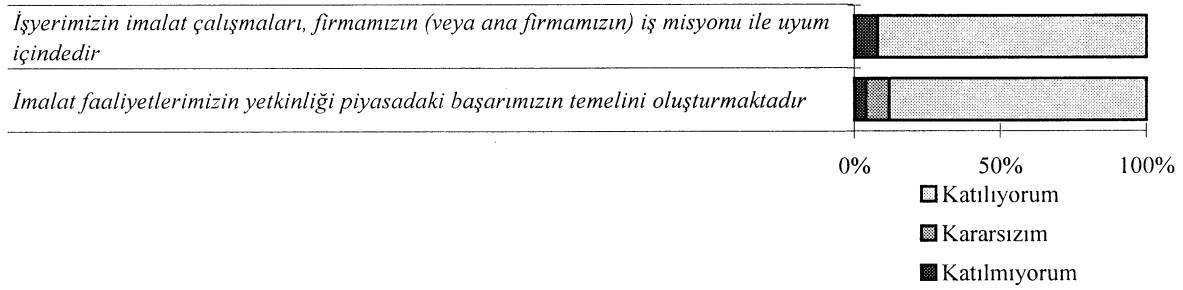 İşyerimizin imalat çalışmaları, firmamızın (veya ana firmamızın) iş misyonu ile uyum
içindedir
İmalat faaliyetlerimizin yetkinliği piyasadaki başarımızın temelini oluşturmaktadır
0% 50% 100%
Katılıyorum
Kararsızım
Katılmıyorum